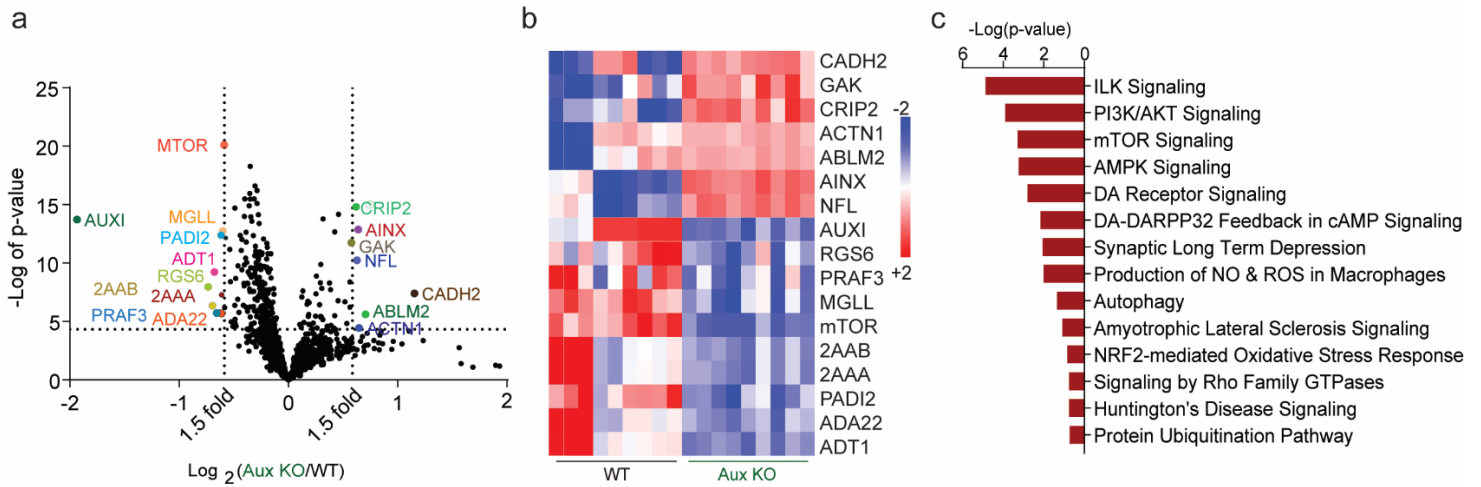 a
-Log of p-value
25
20
15
10
5
0
-2
-1
0
1
2
1.5 fold
1.5 fold
Log 2 (Aux KO/WT)
MTOR
AUXI
MGLL
PADI2
ADT1
RGS6
2AAB
2AAA
PRAF3
ADA22
CRIP2
AINX
GAK
NFL
CADH2
ABLM2
ACTN1
b
CADH2
GAK
CRIP2
ACTN1
ABLM2
AINX
NFL
AUXI
RGS6
PRAF3
MGLL
mTOR
2AAB
2AAA
PADI2
ADA22
ADT1
WT
Aux KO
-2
+2
c
-Log(p-value)
6 4 2 0
ILK Signaling
PI3K/AKT Signaling
mTOR Signaling
AMPK Signaling
DA Receptor Signaling
DA-DARPP32 Feedback in cAMP Signaling
Synaptic Long Term Depression
Production of NO & ROS in Macrophages
Autophagy
Amyotrophic Lateral Sclerosis Signaling
NRF2-mediated Oxidative Stress Response
Signaling by Rho Family GTPases
Huntington's Disease Signaling
Protein Ubiquitination Pathway